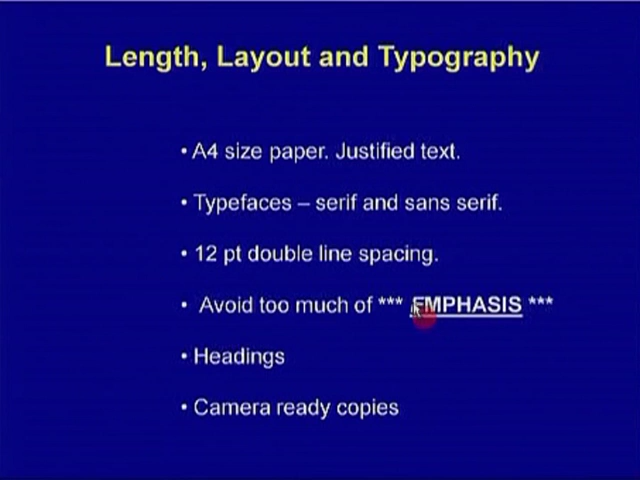 Length, Layout and Typography
• A4 size paper. Justified text.
• Typefaces – serif and sans serif.
• 12 pt double line spacing.
• Avoid too much of *** EMPHASIS ***
• Headings
• Camera ready copies